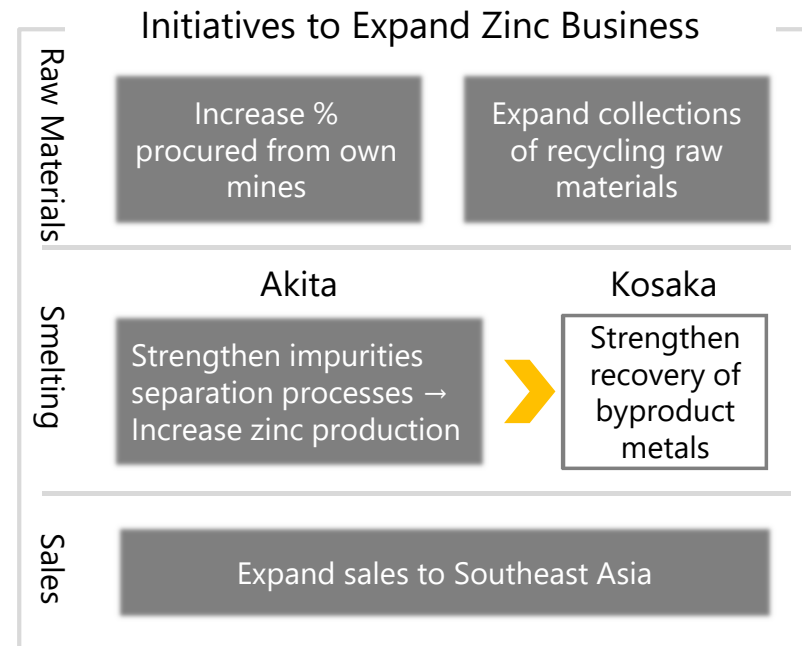 Initiatives to Expand Zinc Business
Raw Materials
Increase %
procured from own
mines
Expand collections
of recycling raw
materials
Smelting
Akita
Strengthen impurities
separation processes →
Increase zinc production
Kosaka
Strengthen
recovery of
byproduct
metals
Sales
Expand sales to Southeast Asia